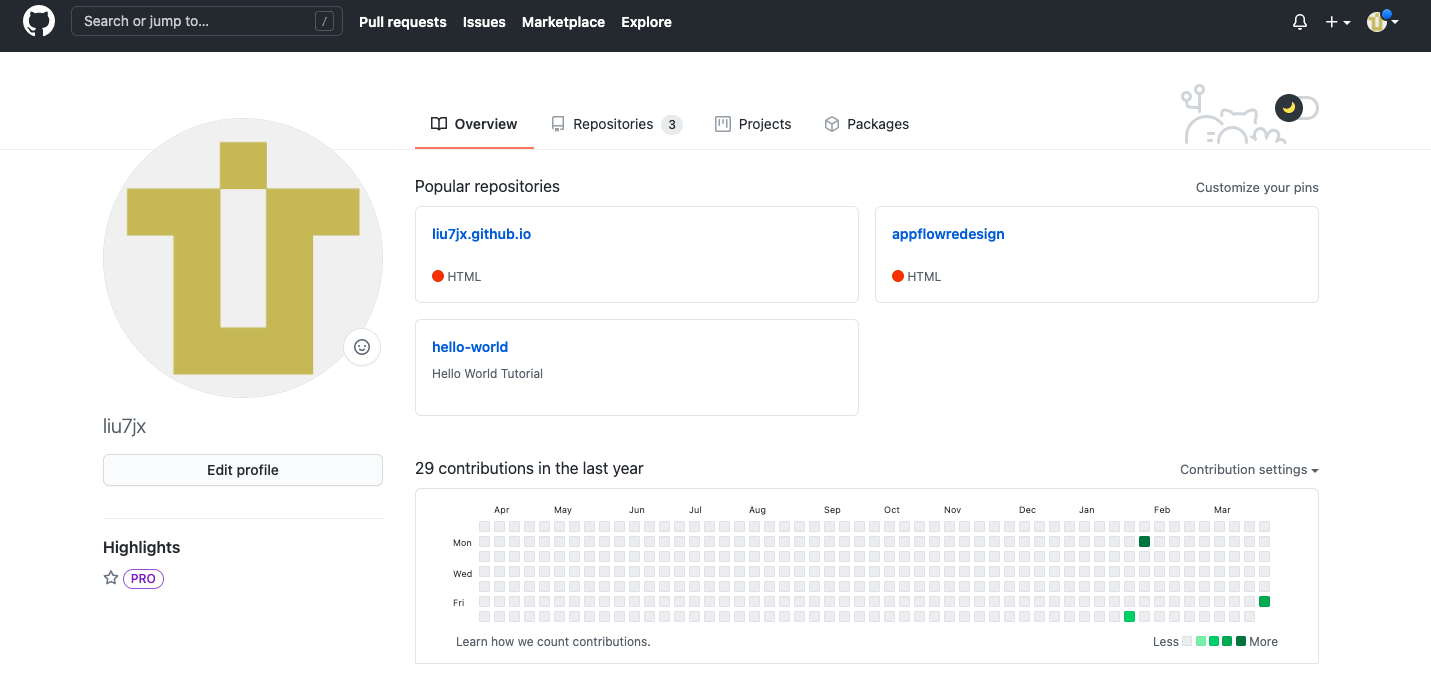 Search or jump to... /
Pull requests Issues Marketplace Explore
Overview Repositories 3 Projects Packages
Popular repositories Customize your pins
liu7jx.github.io
HTML
appflowredesign
HTML
hello-world
Hello World Tutorial
liu7jx
Edit profile
Highlights
PRO
29 contributions in the last year Contribution settings
Apr May Jun Jul Aug Sep Oct Nov Dec Jan Feb Mar
Mon
Wed
Fri
Learn how we count contributions. Less More